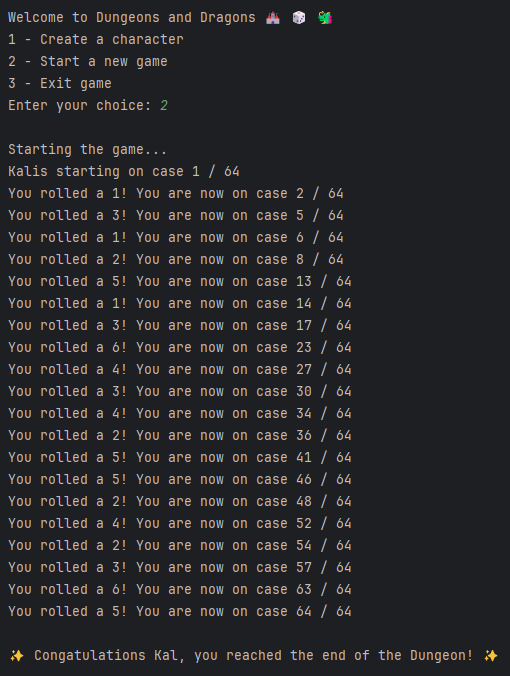 Welcome to Dungeons and Dragons 🏰 🎲 🐉
1 - Create a character
2 - Start a new game
3 - Exit game
Enter your choice: 2
Starting the game...
Kalis starting on case 1 / 64
You rolled a 1! You are now on case 2 / 64
You rolled a 3! You are now on case 5 / 64
You rolled a 1! You are now on case 6 / 64
You rolled a 2! You are now on case 8 / 64
You rolled a 5! You are now on case 13 / 64
You rolled a 1! You are now on case 14 / 64
You rolled a 3! You are now on case 17 / 64
You rolled a 6! You are now on case 23 / 64
You rolled a 4! You are now on case 27 / 64
You rolled a 3! You are now on case 30 / 64
You rolled a 4! You are now on case 34 / 64
You rolled a 2! You are now on case 36 / 64
You rolled a 5! You are now on case 41 / 64
You rolled a 5! You are now on case 46 / 64
You rolled a 2! You are now on case 48 / 64
You rolled a 4! You are now on case 52 / 64
You rolled a 2! You are now on case 54 / 64
You rolled a 3! You are now on case 57 / 64
You rolled a 6! You are now on case 63 / 64
You rolled a 5! You are now on case 64 / 64
✨ Congatulations Kal, you reached the end of the Dungeon! ✨